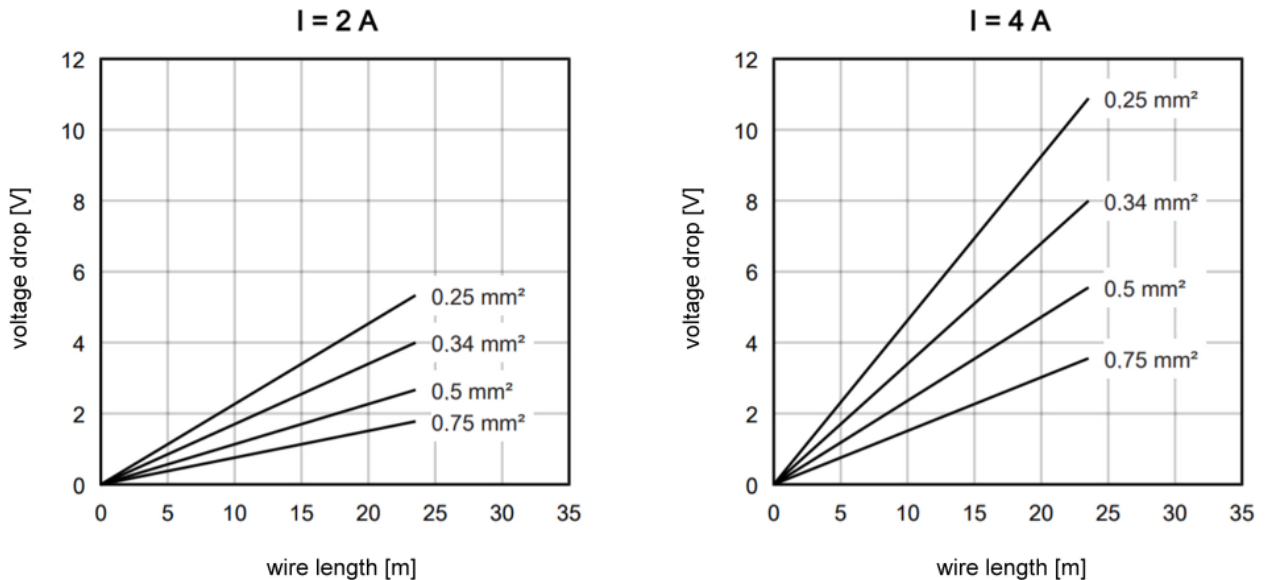 I = 2 A
12
10
8
6
4
2
0
voltage drop [V]
0.25 mm²
0.34 mm²
0.5 mm²
0.75 mm²
0 5 10 15 20 25 30 35
wire length [m]
I = 4 A
12
10
8
6
4
2
0
voltage drop [V]
0.25 mm²
0.34 mm²
0.5 mm²
0.75 mm²
0 5 10 15 20 25 30 35
wire length [m]